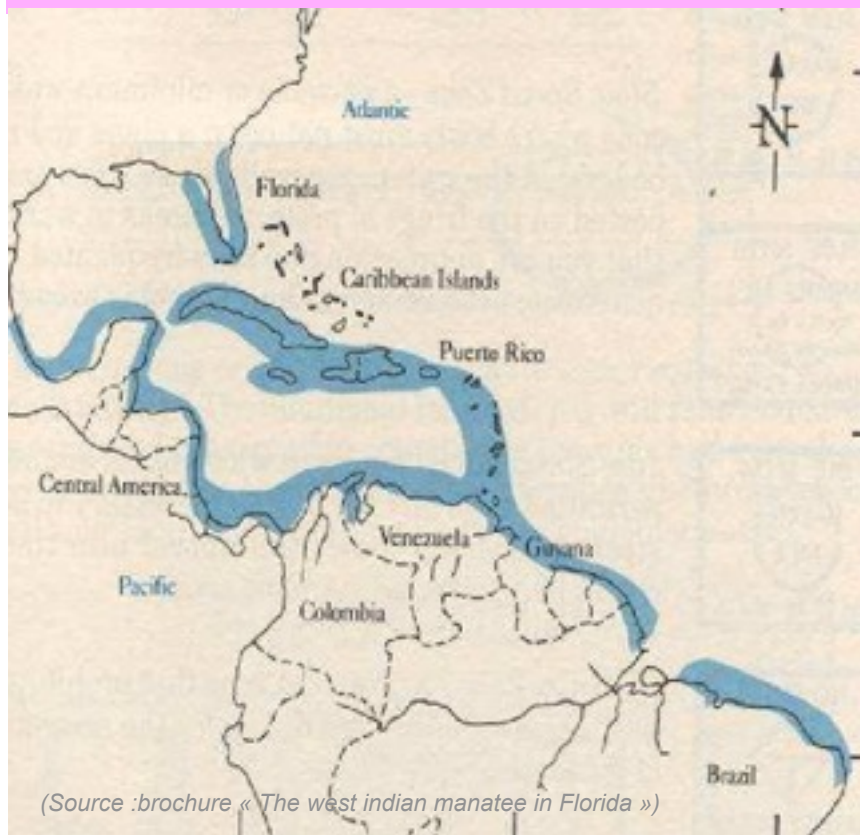 Atlantic
N
Florida
Caribbean Islands
Puerto Rico
Central America
Venezuela
Guyana
Pacific
Colombia
Brazil
(Source :brochure « The west indian manatee in Florida »)